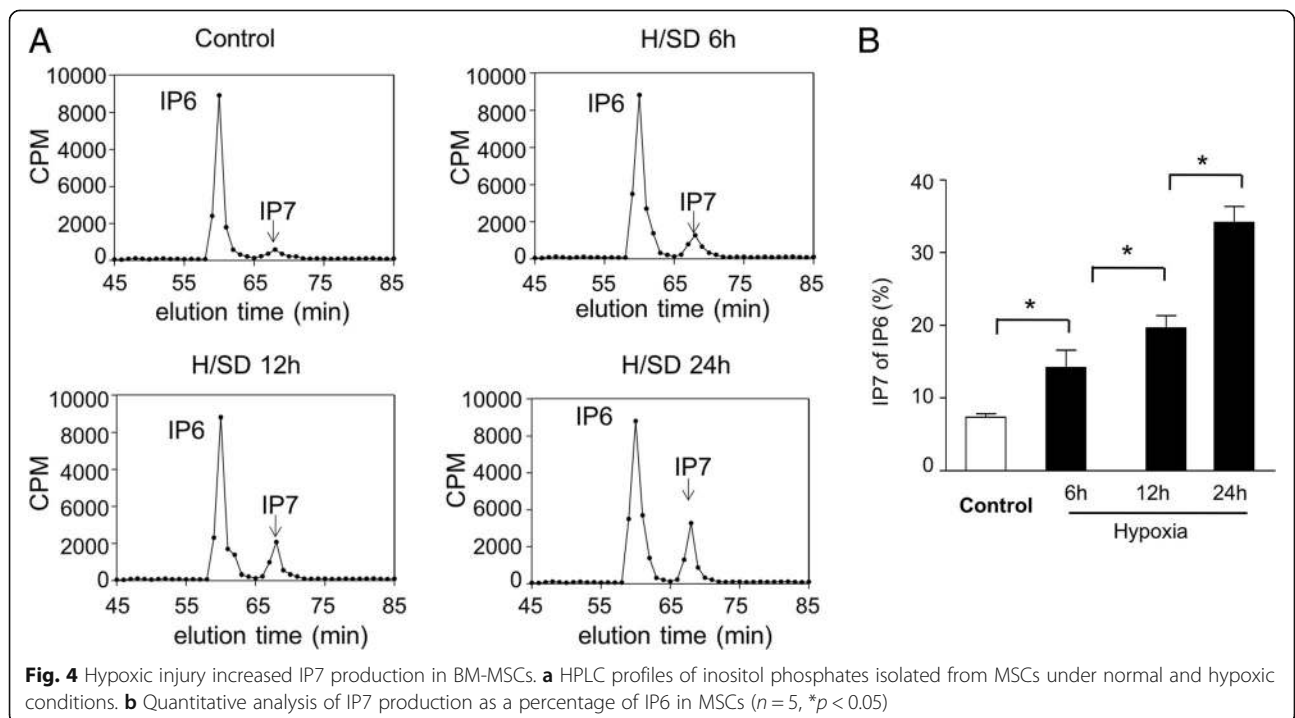 A
Control
10000
8000
4000
6000
2000
0
CPM
IP6
IP7
45 55 65 75 85
elution time (min)
H/SD 6h
10000
8000
4000
6000
2000
0
CPM
IP6
IP7
45 55 65 75 85
elution time (min)
H/SD 12h
10000
8000
4000
6000
2000
0
CPM
IP6
IP7
45 55 65 75 85
elution time (min)
H/SD 24h
10000
8000
4000
6000
2000
0
CPM
IP6
IP7
45 55 65 75 85
elution time (min)
B
40
30
20
10
0
IP7 of IP6 (%)
*
*
*
Control 6h 12h 24h
Hypoxia
Fig. 4 Hypoxic injury increased IP7 production in BM-MSCs. a HPLC profiles of inositol phosphates isolated from MSCs under normal and hypoxic
conditions. b Quantitative analysis of IP7 production as a percentage of IP6 in MSCs (n = 5, *p < 0.05)